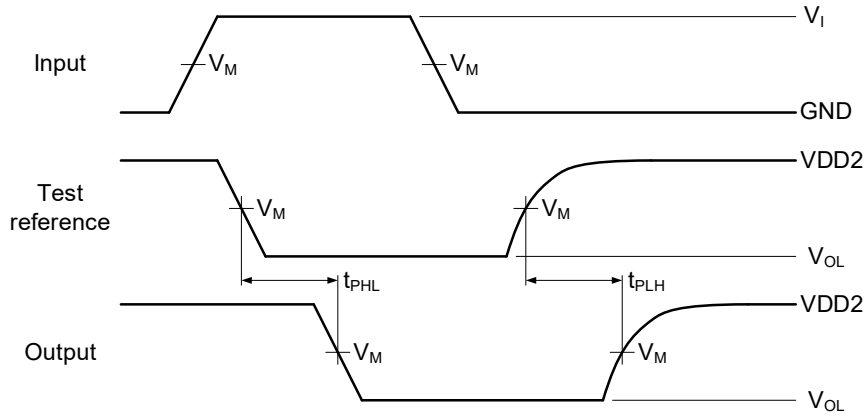 V_I
Input
V_M
V_M
GND
VDD2
Test
reference
V_M
V_M
V_OL
t_PHL
t_PLH
VDD2
Output
V_M
V_M
V_OL